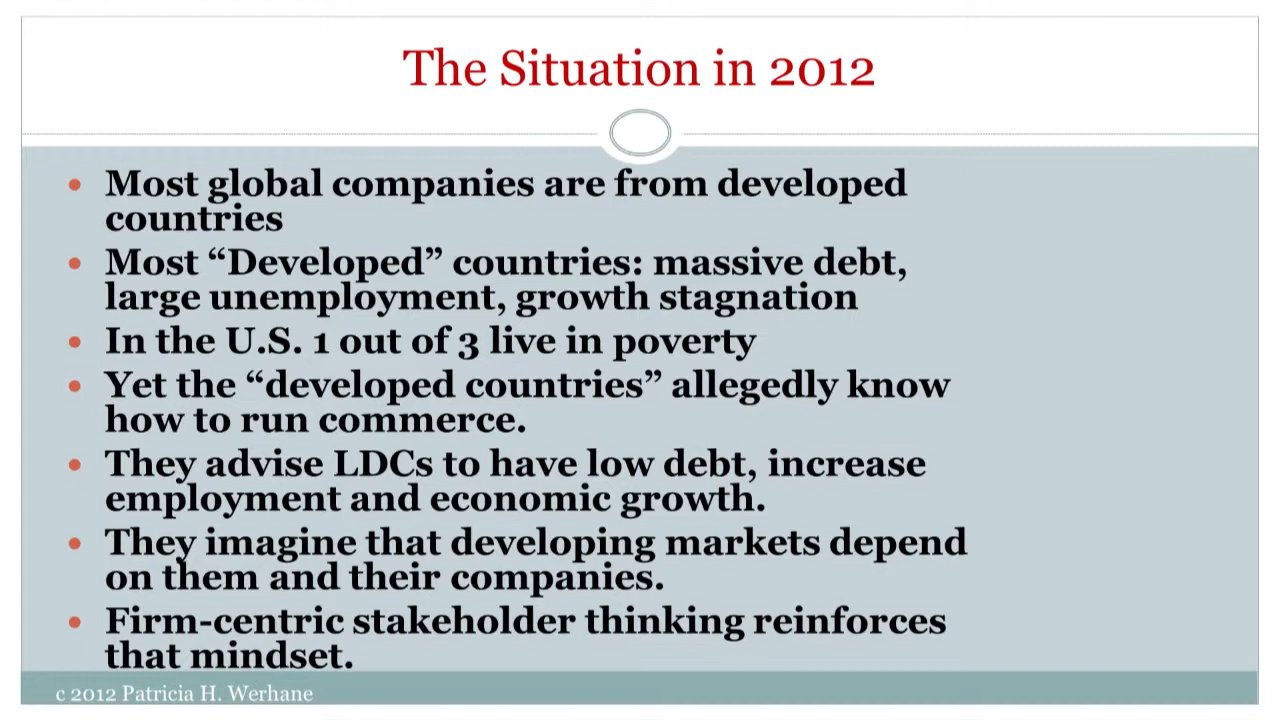 The Situation in 2012
• Most global companies are from developed
countries
• Most “Developed” countries: massive debt,
large unemployment, growth stagnation
• In the U.S. 1 out of 3 live in poverty
• Yet the “developed countries” allegedly know
how to run commerce.
• They advise LDCs to have low debt, increase
employment and economic growth.
• They imagine that developing markets depend
on them and their companies.
• Firm-centric stakeholder thinking reinforces
that mindset.
c 2012 Patricia H. Werhane